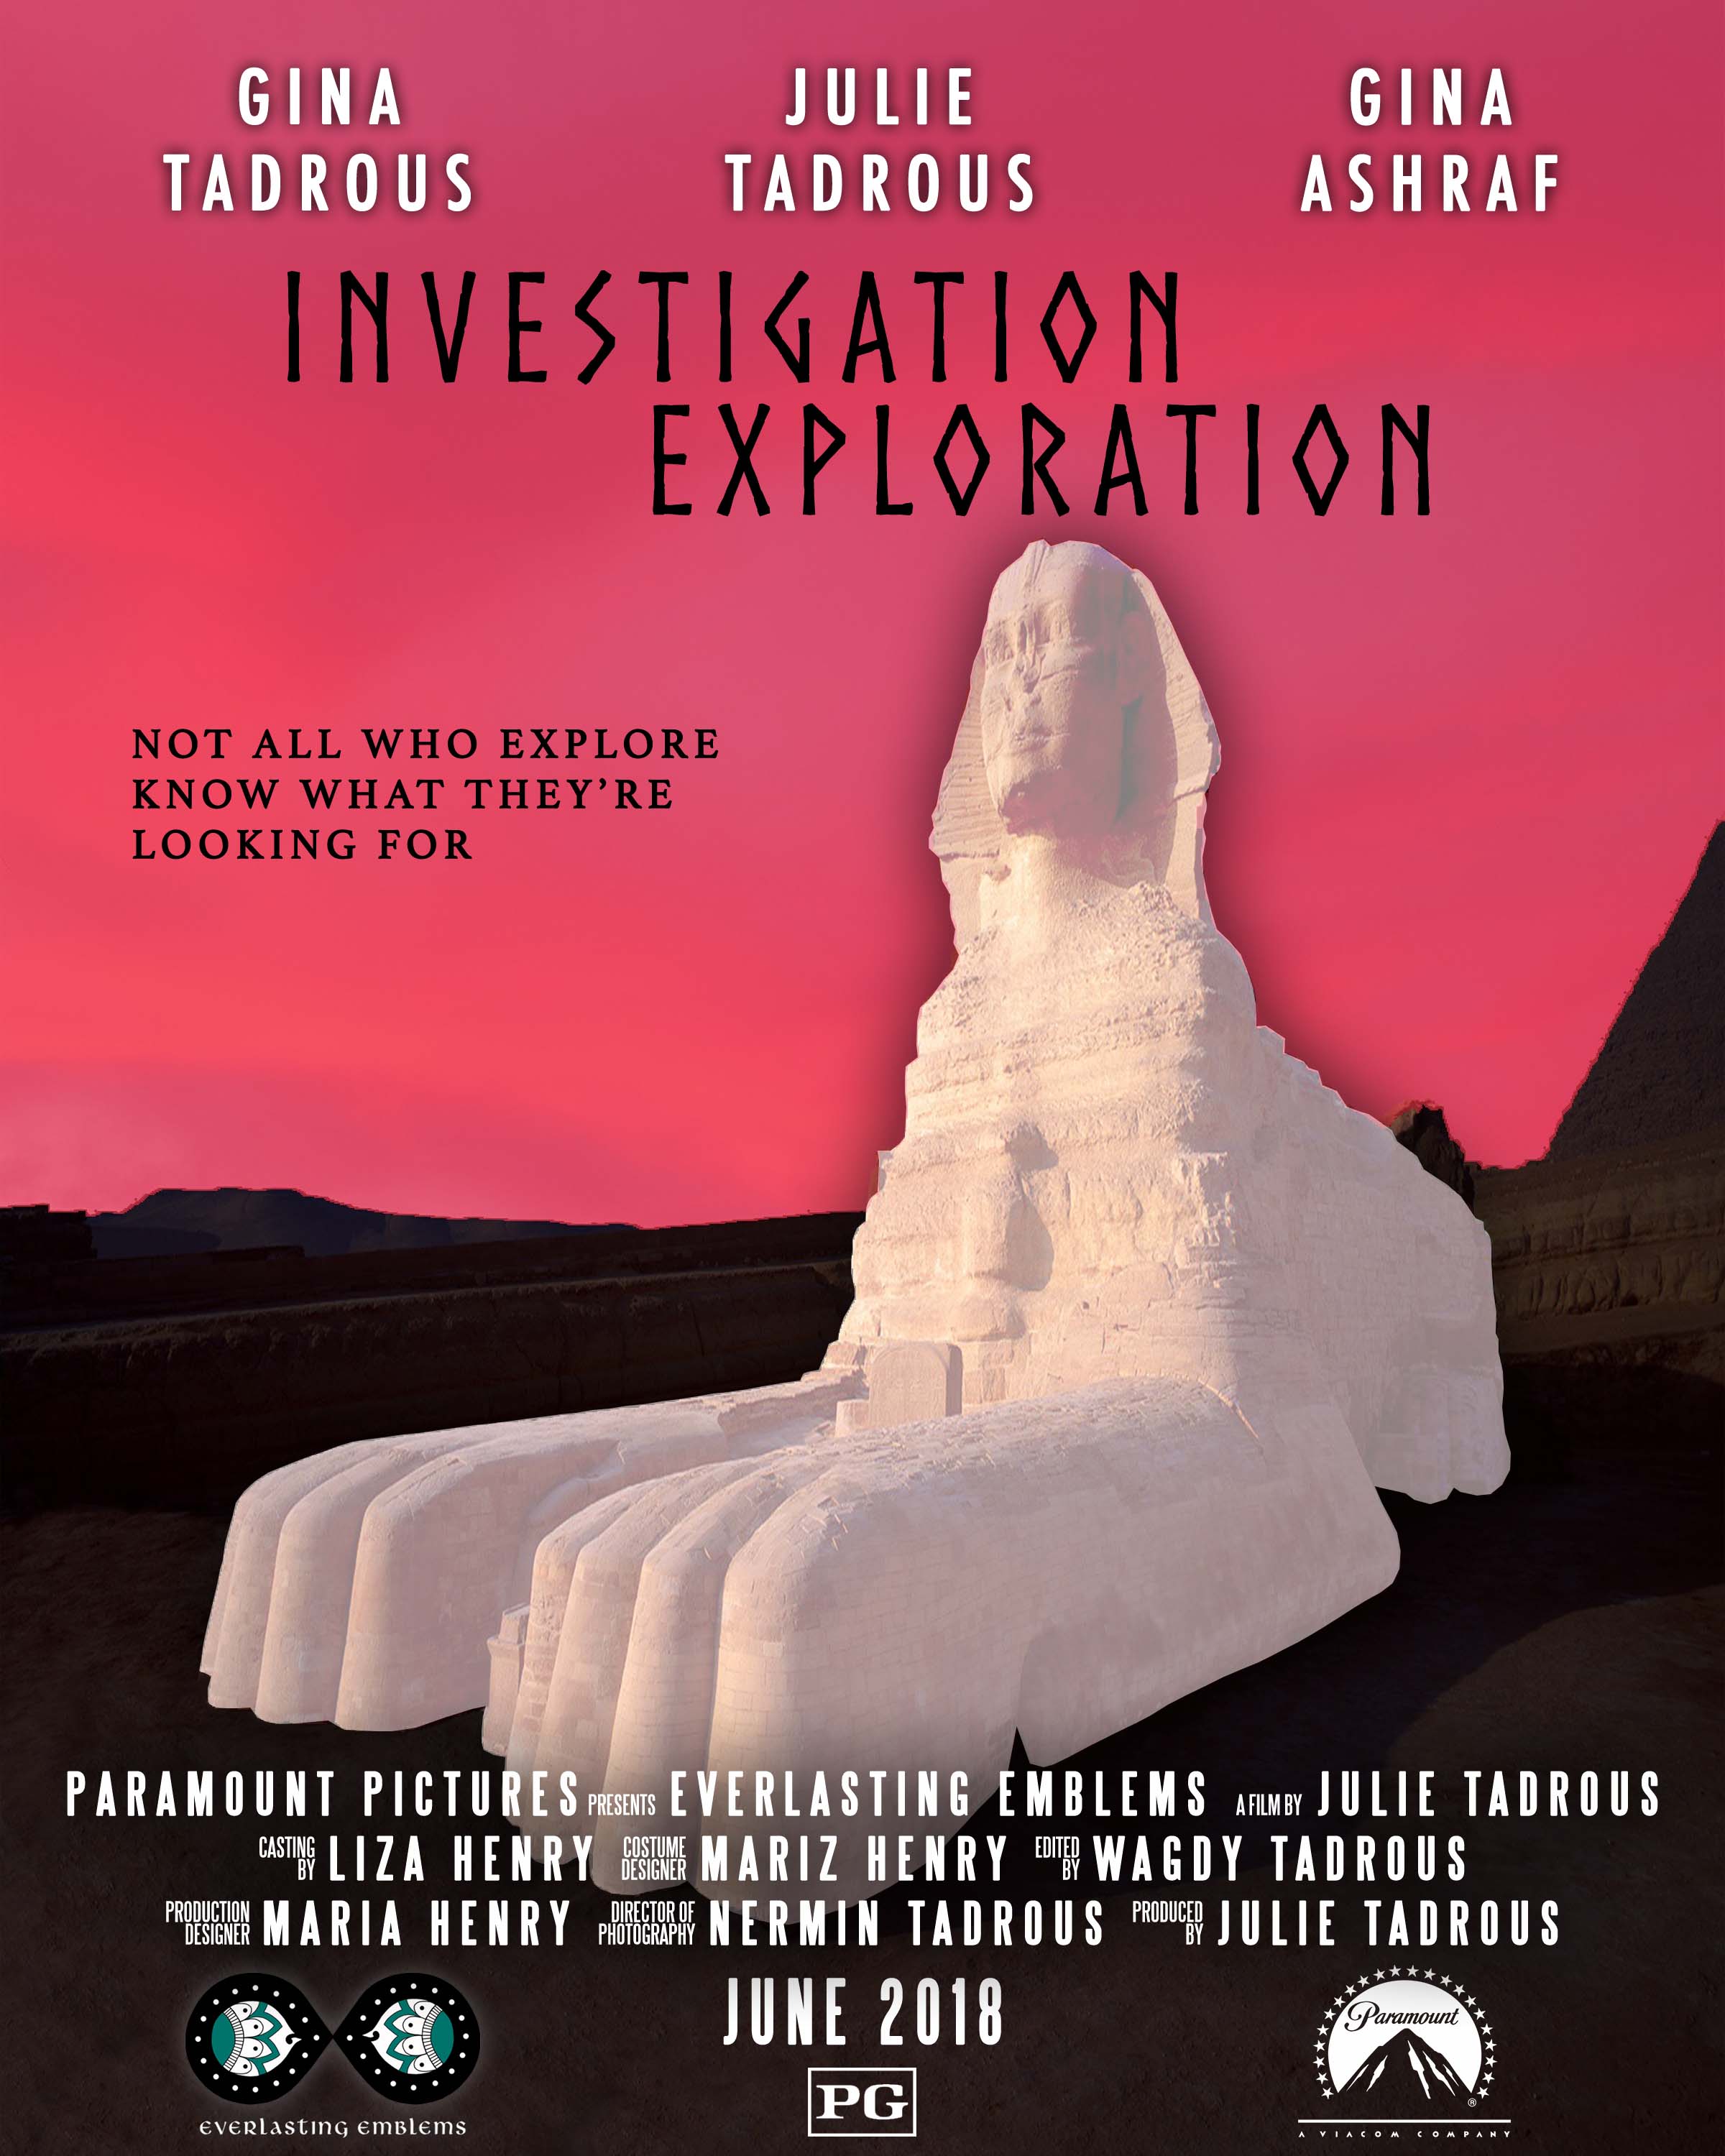 GINA TADROUS
JULIE TADROUS
GINA ASHRAF
INVESTIGATION
EXPLORATION
NOT ALL WHO EXPLORE
KNOW WHAT THEY'RE
LOOKING FOR
PARAMOUNT PICTURES PRESENTS EVERLASTING EMBLEMS A FILM BY JULIE TADROUS
CASTING BY LIZA HENRY COSTUME DESIGNER MARIZ HENRY EDITED BY WAGDY TADROUS
PRODUCTION DESIGNER MARIA HENRY DIRECTOR OF PHOTOGRAPHY NERMIN TADROUS PRODUCED BY JULIE TADROUS
JUNE 2018
PG
EVERLASTING EMBLEMS
Paramount
®
A VIACOM COMPANY